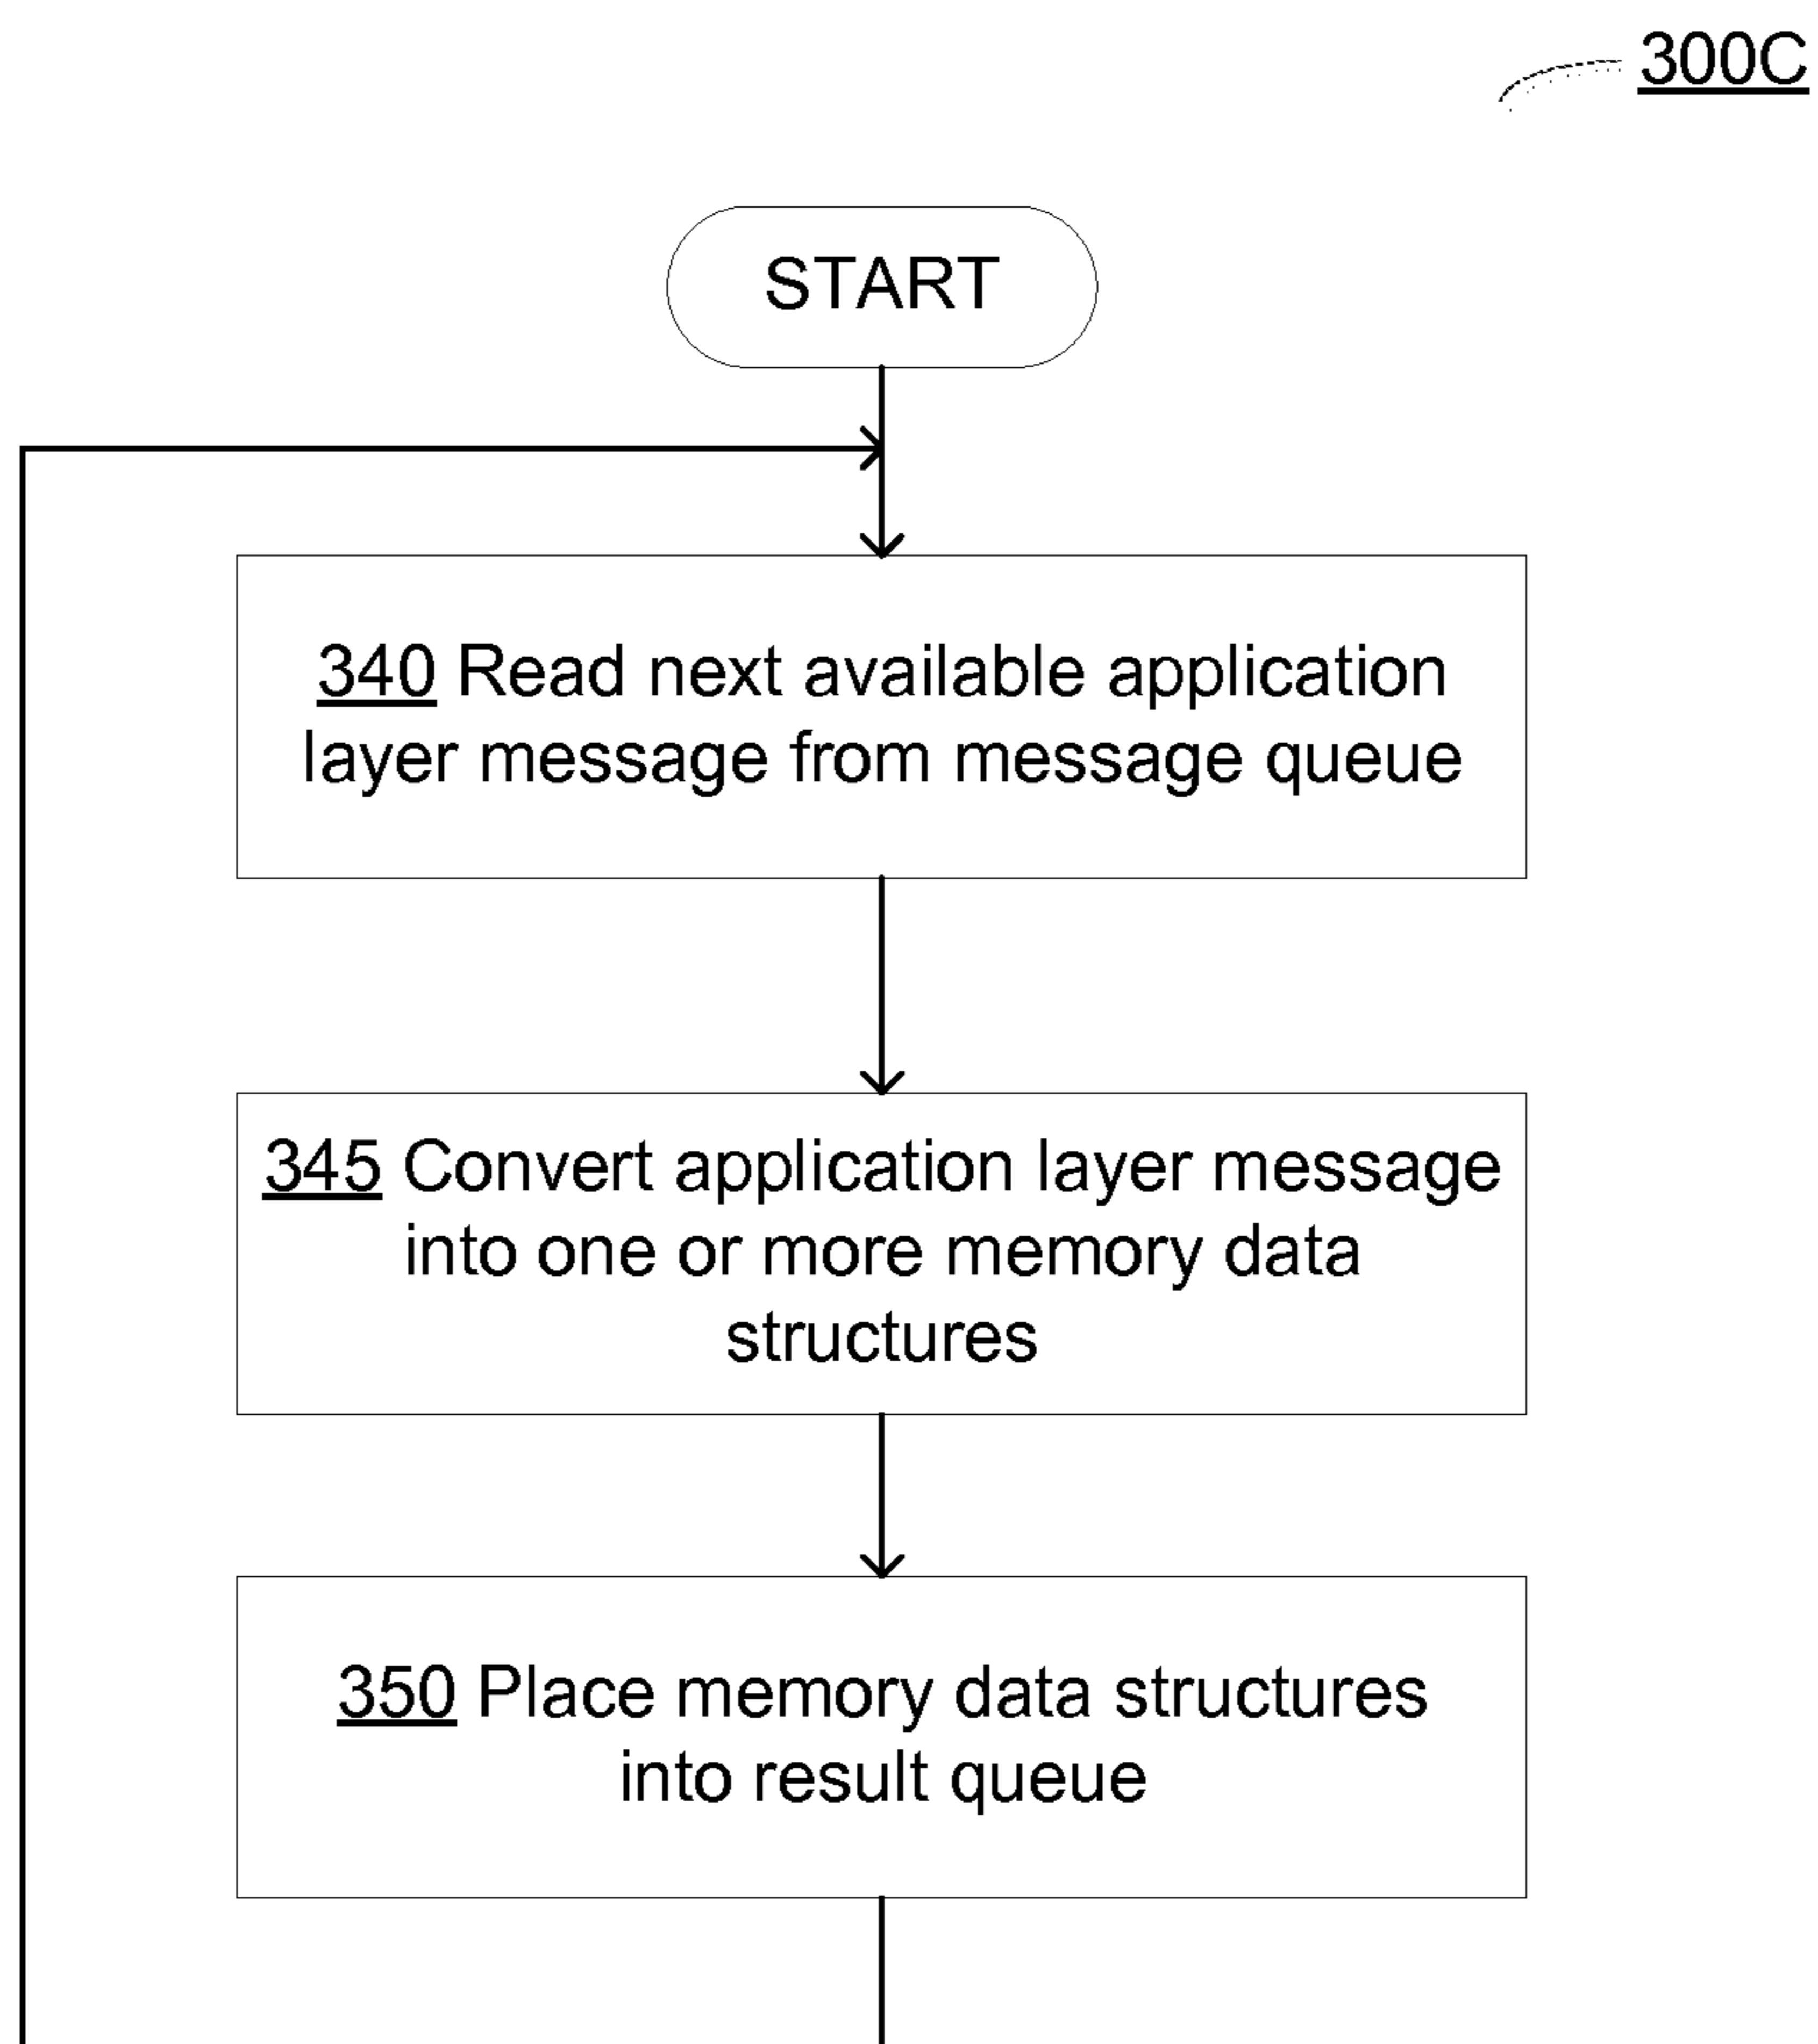 300C
START
340 Read next available application
layer message from message queue
345 Convert application layer message
into one or more memory data
structures
350 Place memory data structures
into result queue